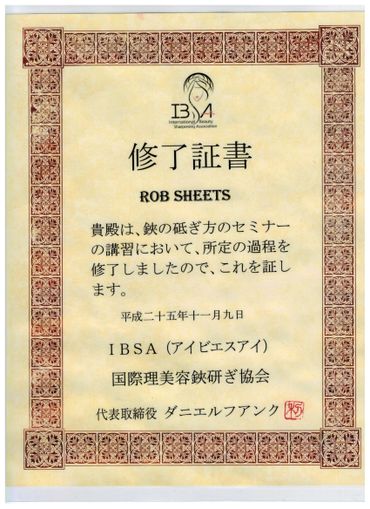 IBSA
International Beauty
Sharpening Association
修了証書
ROB SHEETS
貴殿は、鋏の砥ぎ方のセミナー
の講習において、所定の過程を
修了しましたので、これを証し
ます。
平成二十五年十一月九日
IBSA（アイビエスアイ）
国際理美容鋏研ぎ協会
代表取締役 ダニエルフアンク